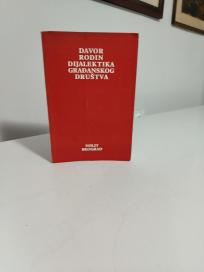 DAVOR
RODIN
DIJALEKTIKA
GRAĐANSKOG
DRUŠTVA
NOLIT
BEOGRAD